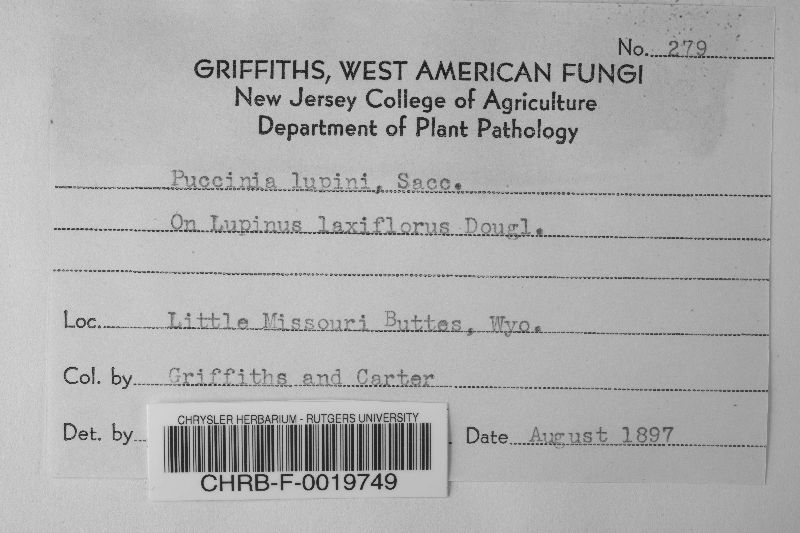 No. 279
GRIFFITHS, WEST AMERICAN FUNGI
New Jersey College of Agriculture
Department of Plant Pathology
Puccinia lupini, Sacc.
On Lupinus laxiflorus Dougl.
Loc. Little Missouri Buttes, Wyo.
Col. by Griffiths and Carter
Det. by Date August 1897
CHRYSLER HERBARIUM - RUTGERS UNIVERSITY
CHRB-F-0019749